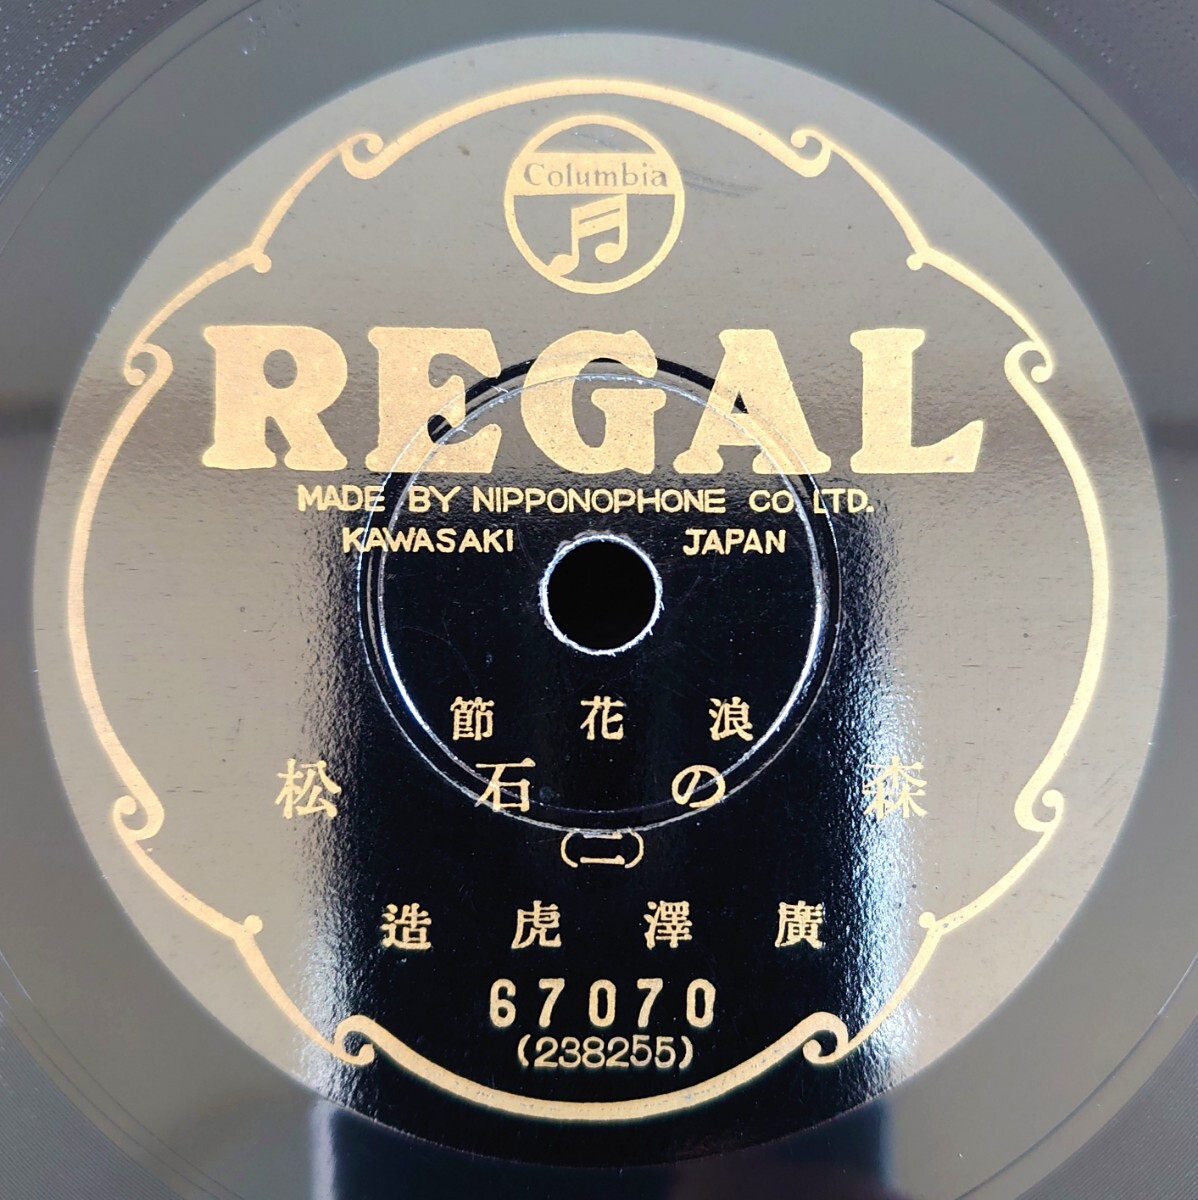 Columbia
REGAL
MADE BY NIPPONOPHONE CO LTD.
KAWASAKI JAPAN
節花浪
松石の森
(二)
造虎澤廣
67070
(238255)